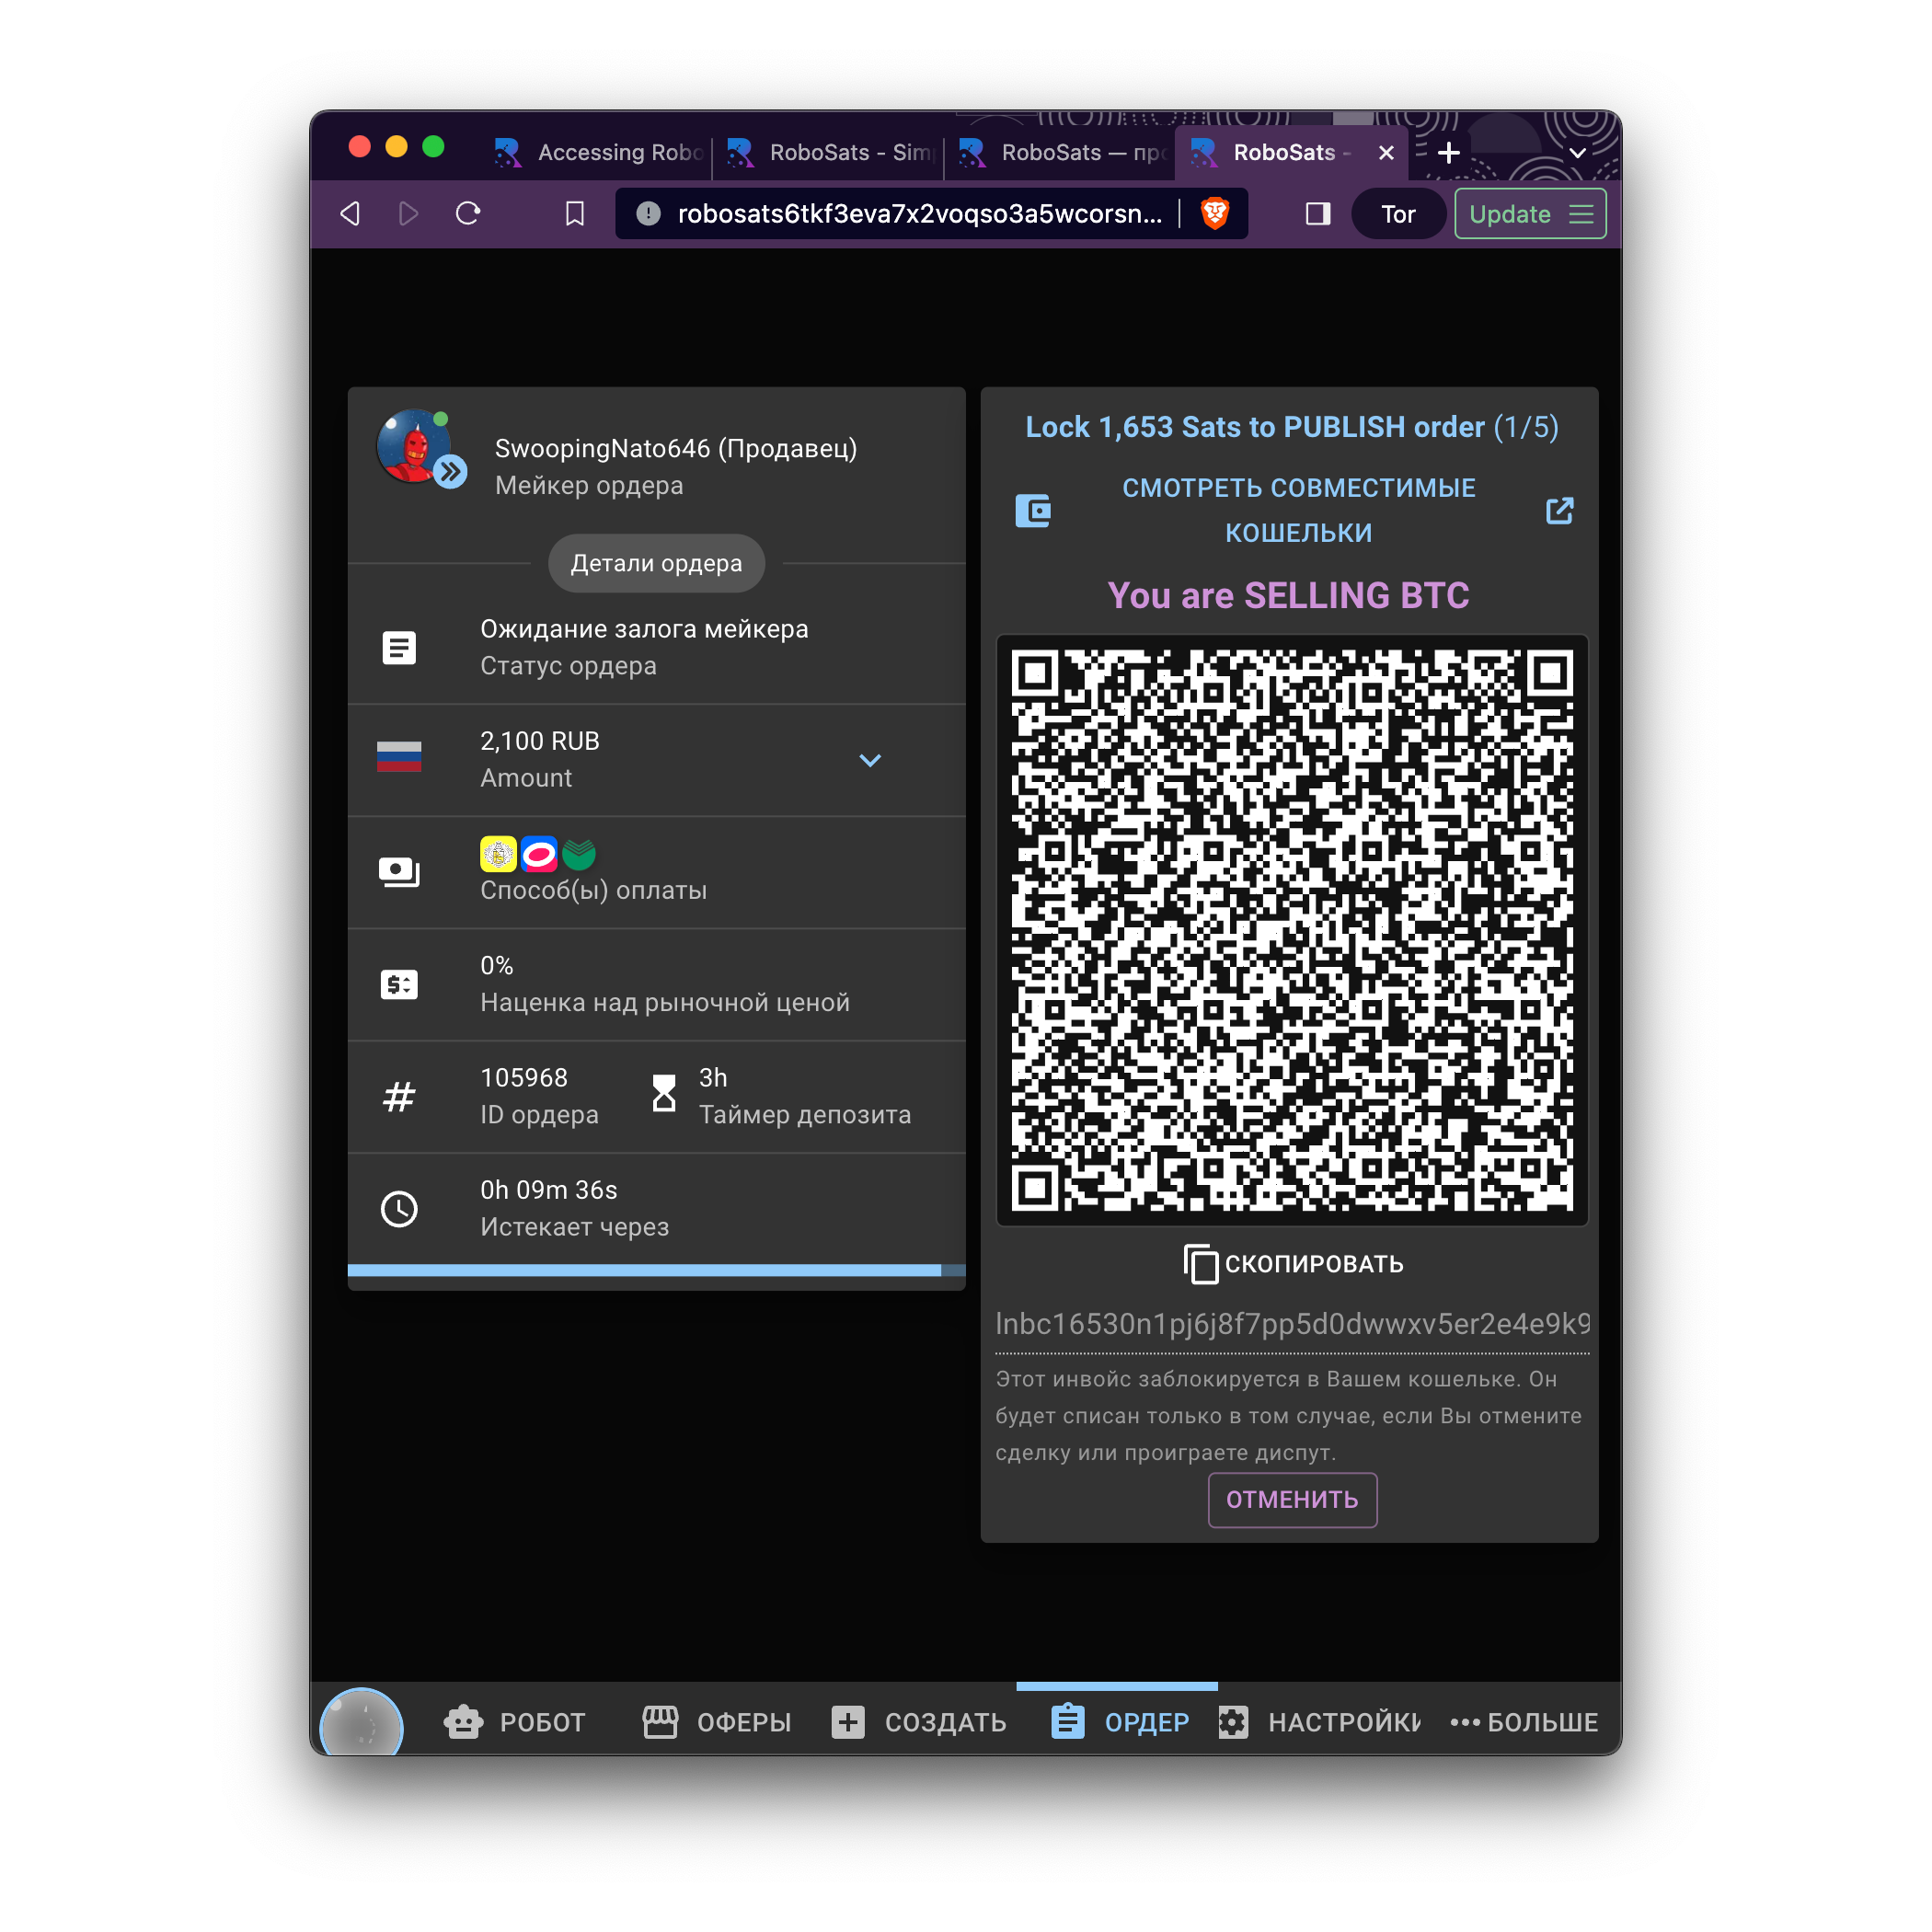 Accessing Robo
RoboSats - Sim
RoboSats — про
RoboSats -
robosats6tkf3eva7x2voqso3a5wcorsn...
Tor
Update
SwoopingNato646 (Продавец)
Мейкер ордера
Детали ордера
Ожидание залога мейкера
Статус ордера
2,100 RUB
Amount
Способ(ы) оплаты
0%
Наценка над рыночной ценой
105968
ID ордера
3h
Таймер депозита
0h 09m 36s
Истекает через
Lock 1,653 Sats to PUBLISH order (1/5)
СМОТРЕТЬ СОВМЕСТИМЫЕ
КОШЕЛЬКИ
You are SELLING BTC
СКОПИРОВАТЬ
lnbc16530n1pj6j8f7pp5d0dwwxv5er2e4e9k9
Этот инвойс заблокируется в Вашем кошельке. Он
будет списан только в том случае, если Вы отмените
сделку или проиграете диспут.
ОТМЕНИТЬ
РОБОТ
ОФЕРЫ
СОЗДАТЬ
ОРДЕР
НАСТРОЙКИ
БОЛЬШЕ